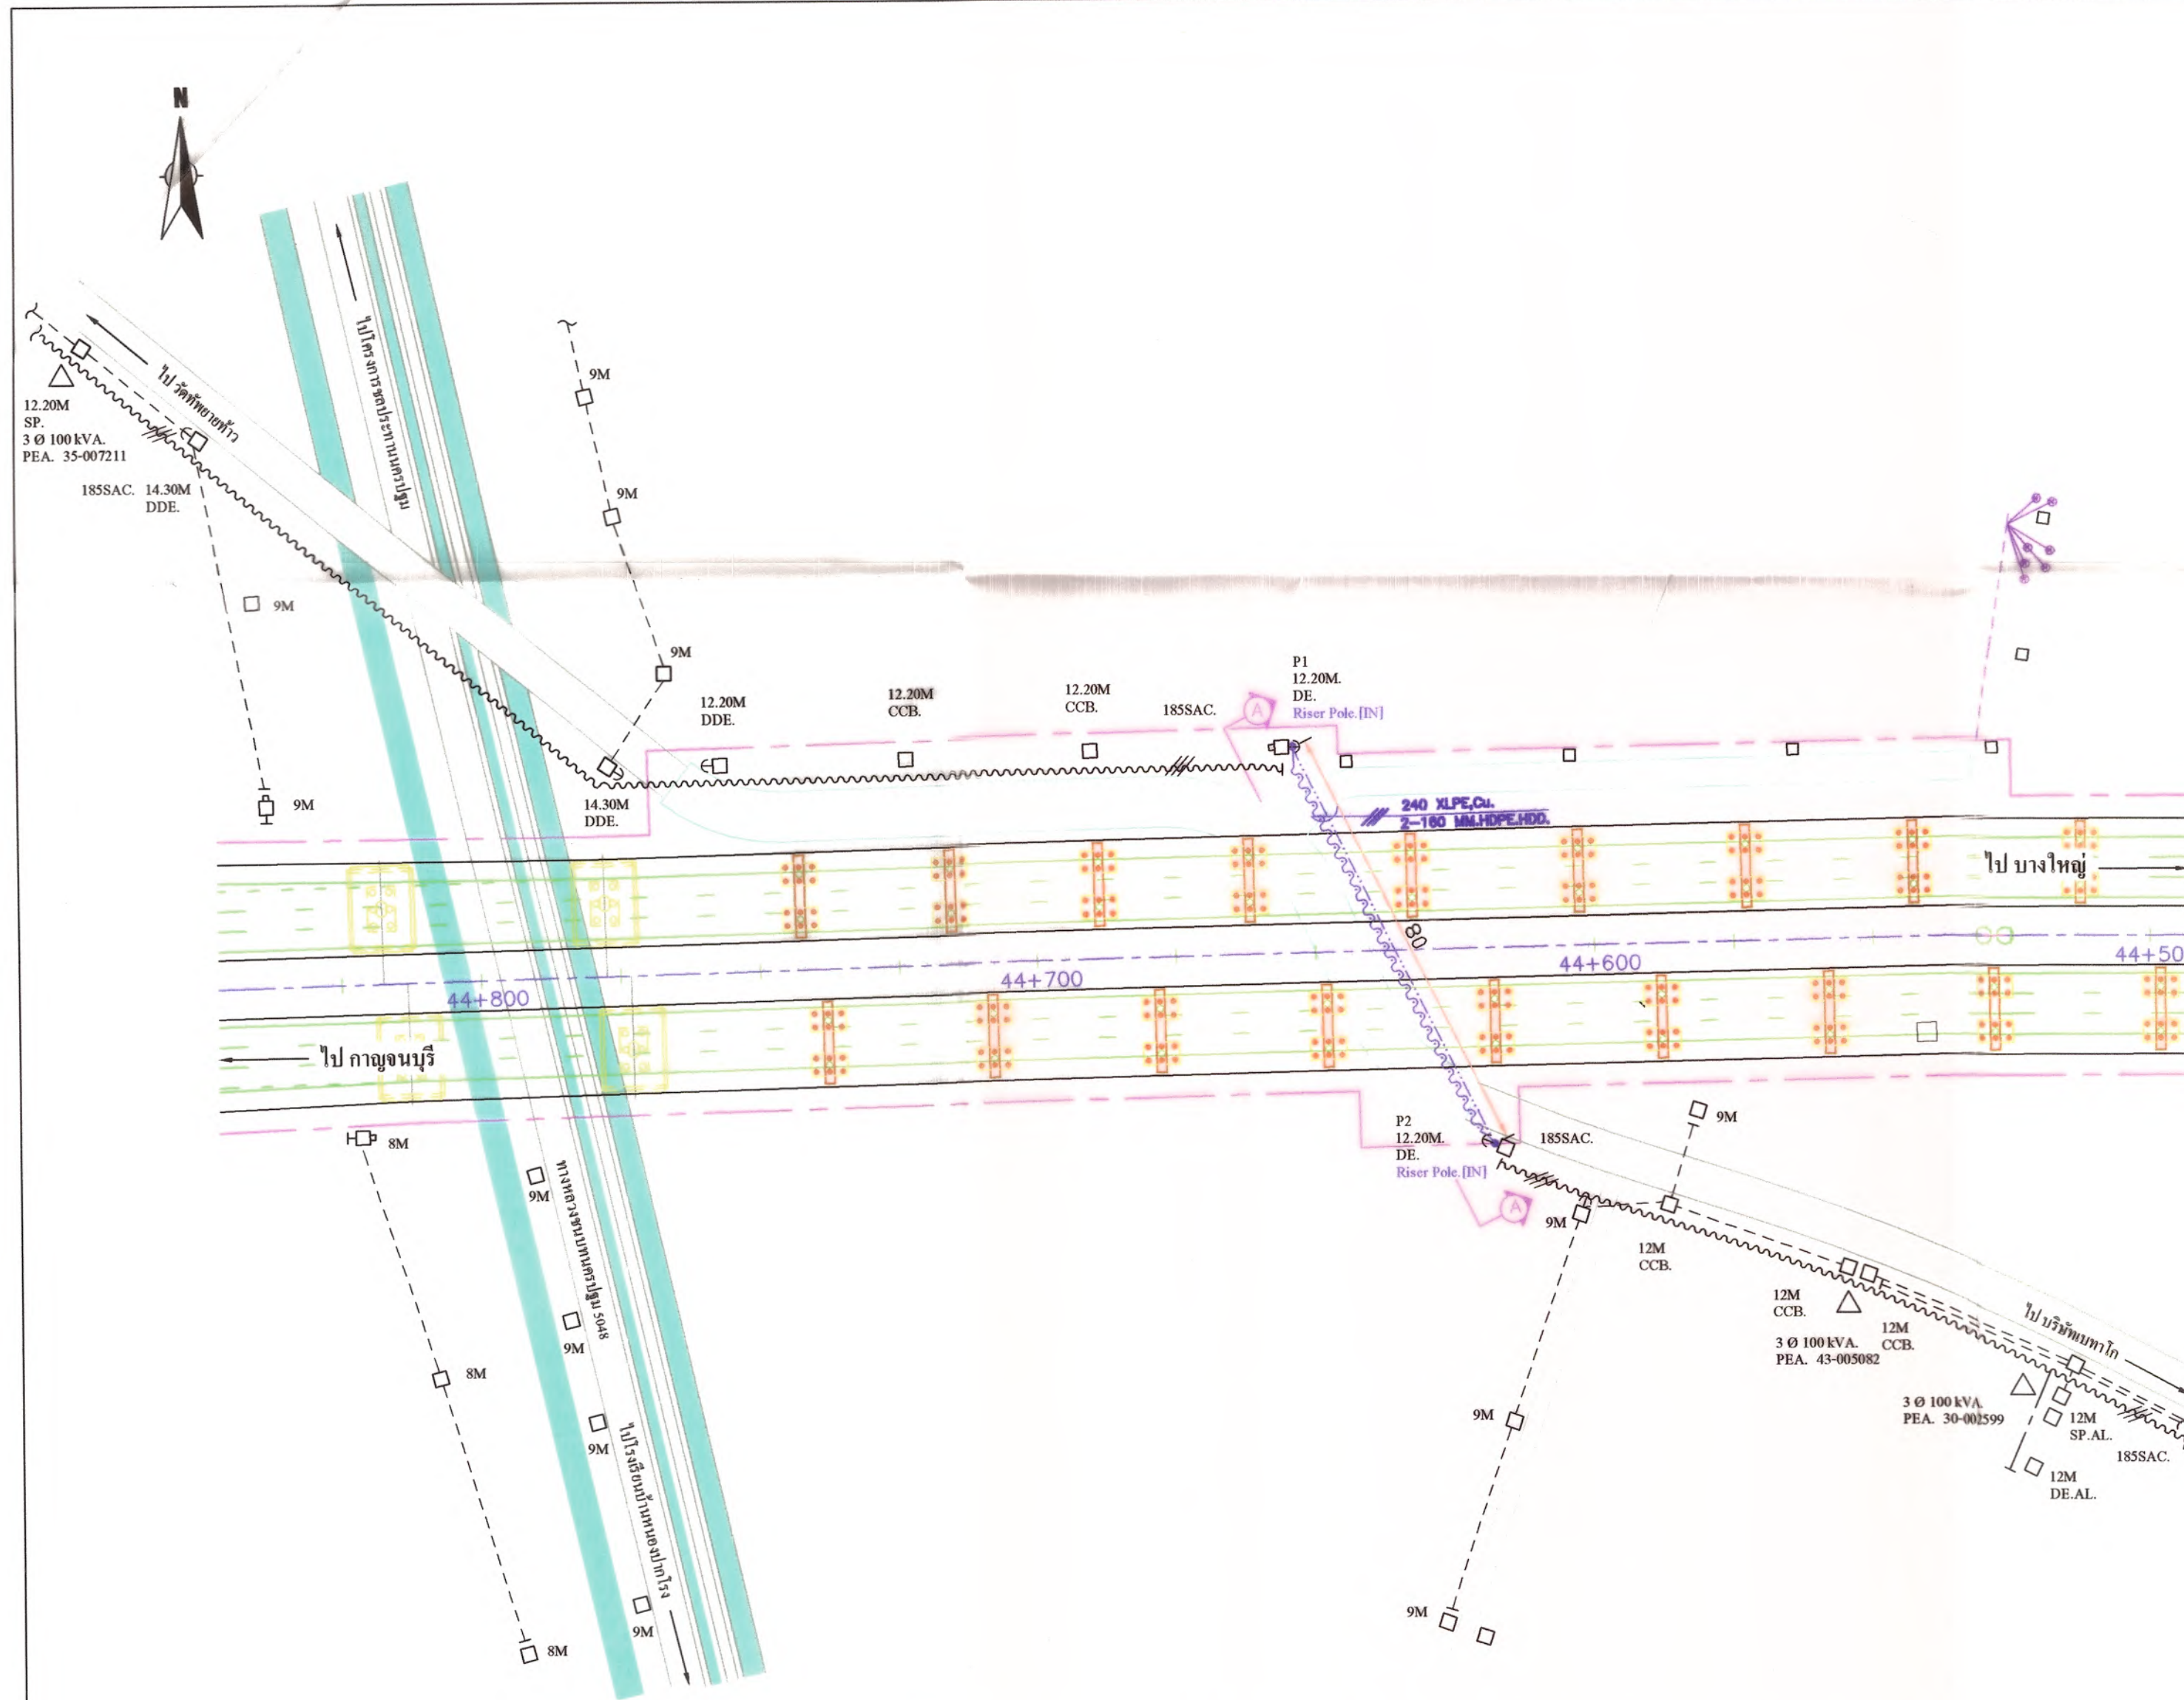 N
ไปโครงการชลประทานนครปฐม
ไป วัดทัพยายท้าว
12.20M
SP.
3 Ø 100 kVA.
PEA. 35-007211
185SAC. 14.30M
DDE.
9M
9M
9M
9M
9M
14.30M
DDE.
12.20M
DDE.
12.20M
CCB.
12.20M
CCB.
185SAC.
A
P1
12.20M.
DE.
Riser Pole.[IN]
240 XLPE,Cu.
2-160 MM.HDPE.HDD.
ไป บางใหญ่
80
44+800
44+700
44+600
44+50
ไป กาญจนบุรี
8M
8M
8M
ทางหลวงชนบทนครปฐม 5048
9M
9M
9M
9M
ไปโรงเรียนบ้านหนองปากโรง
P2
12.20M.
DE.
Riser Pole.[IN]
A
185SAC.
9M
9M
9M
9M
12M
CCB.
12M
CCB.
3 Ø 100 kVA.
PEA. 43-005082
12M
CCB.
ไป บริษัทเบทาโก
3 Ø 100 kVA.
PEA. 30-002599
12M
SP.AL.
185SAC.
12M
DE.AL.